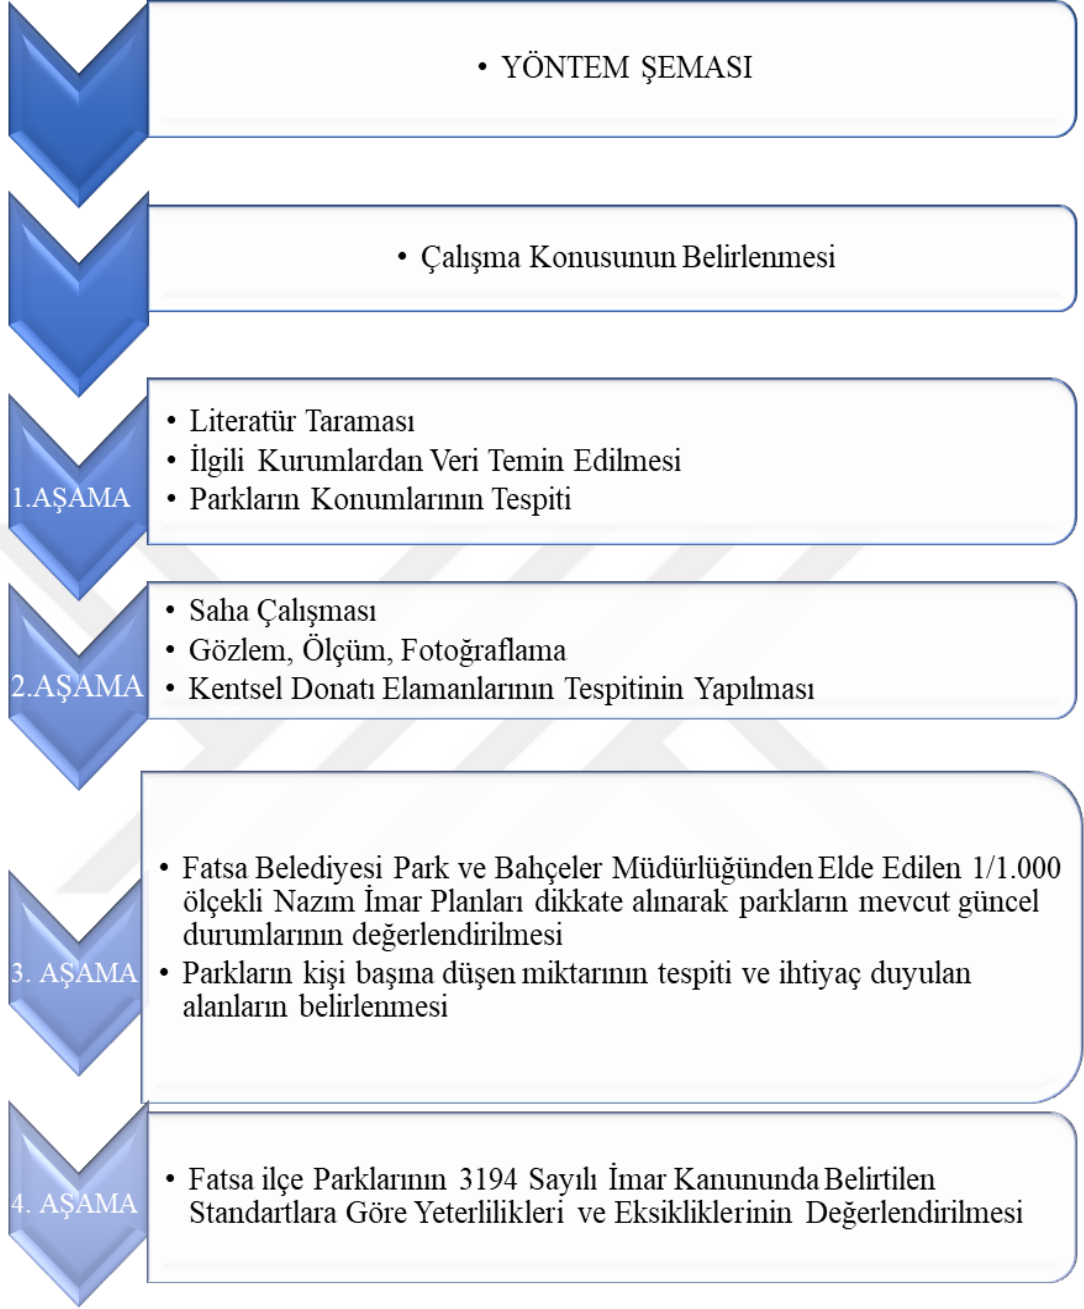 • YÖNTEM ŞEMASI
• Çalışma Konusunun Belirlenmesi
1.AŞAMA
• Literatür Taraması
• İlgili Kurumlardan Veri Temin Edilmesi
• Parkların Konumlarının Tespiti
2.AŞAMA
• Saha Çalışması
• Gözlem, Ölçüm, Fotoğraflama
• Kentsel Donatı Elamanlarının Tespitinin Yapılması
3. AŞAMA
• Fatsa Belediyesi Park ve Bahçeler Müdürlüğünden Elde Edilen 1/1.000
ölçekli Nazım İmar Planları dikkate alınarak parkların mevcut güncel
durumlarının değerlendirilmesi
• Parkların kişi başına düşen miktarının tespiti ve ihtiyaç duyulan
alanların belirlenmesi
4. AŞAMA
• Fatsa ilçe Parklarının 3194 Sayılı İmar Kanununda Belirtilen
Standartlara Göre Yeterlilikleri ve Eksikliklerinin Değerlendirilmesi